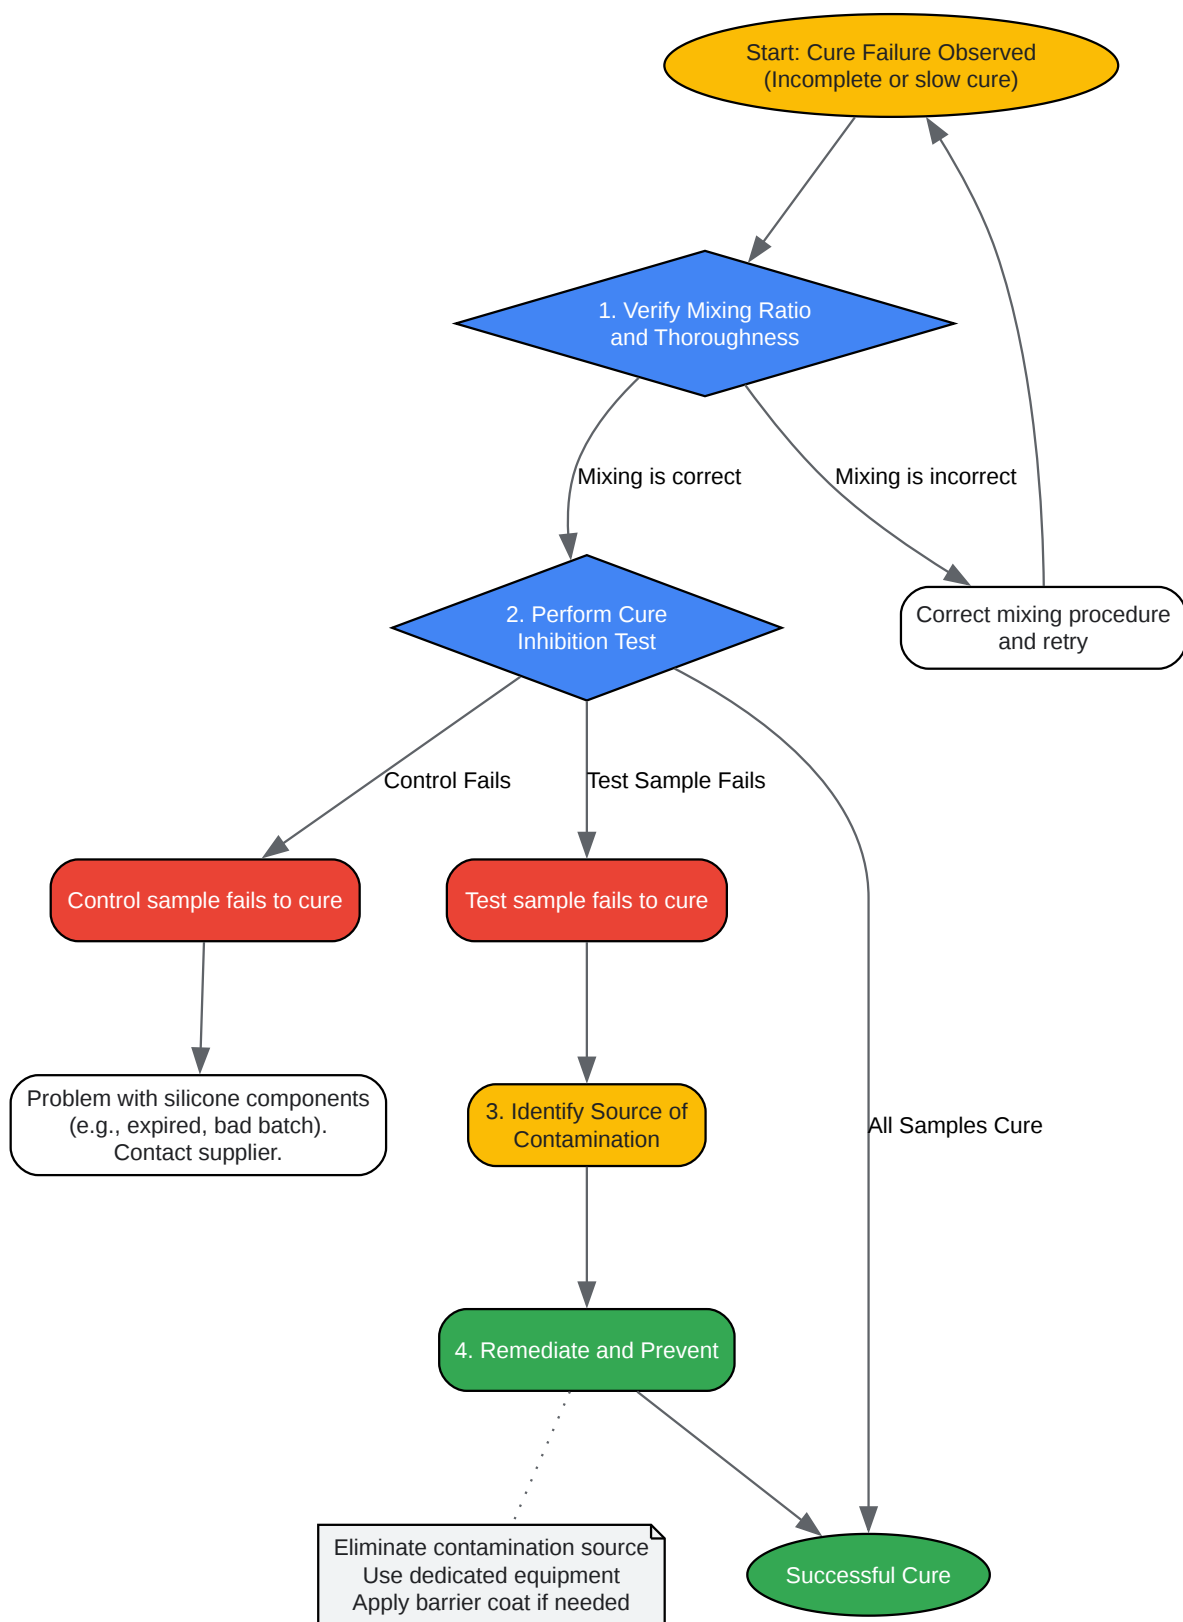 Start: Cure Failure Observed
(Incomplete or slow cure)
1. Verify Mixing Ratio
and Thoroughness
Mixing is correct
Mixing is incorrect
2. Perform Cure
Inhibition Test
Correct mixing procedure
and retry
Control Fails
Test Sample Fails
Control sample fails to cure
Test sample fails to cure
Problem with silicone components
(e.g., expired, bad batch).
Contact supplier.
3. Identify Source of
Contamination
All Samples Cure
4. Remediate and Prevent
Eliminate contamination source
Use dedicated equipment
Apply barrier coat if needed
Successful Cure